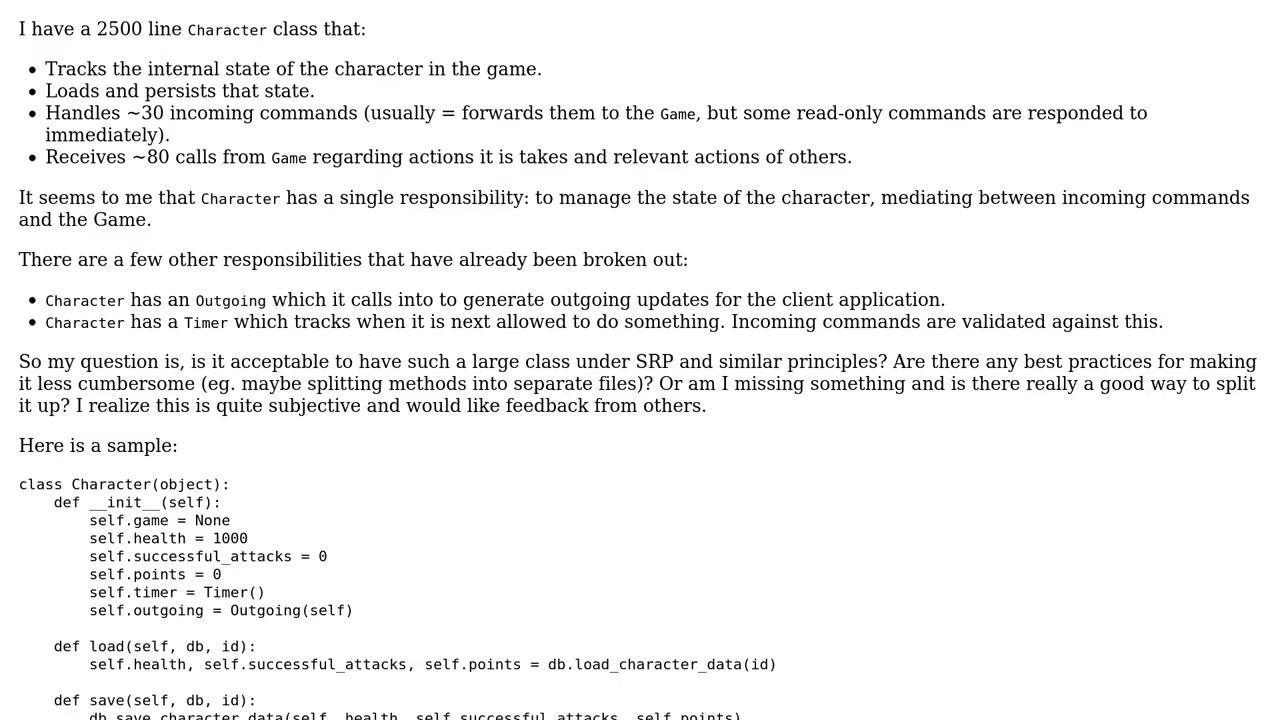 I have a 2500 line Character class that:
• Tracks the internal state of the character in the game.
• Loads and persists that state.
• Handles ~30 incoming commands (usually = forwards them to the Game, but some read-only commands are responded to
immediately).
• Receives ~80 calls from Game regarding actions it is takes and relevant actions of others.
It seems to me that Character has a single responsibility: to manage the state of the character, mediating between incoming commands
and the Game.
There are a few other responsibilities that have already been broken out:
• Character has an Outgoing which it calls into to generate outgoing updates for the client application.
• Character has a Timer which tracks when it is next allowed to do something. Incoming commands are validated against this.
So my question is, is it acceptable to have such a large class under SRP and similar principles? Are there any best practices for making
it less cumbersome (eg. maybe splitting methods into separate files)? Or am I missing something and is there really a good way to split
it up? I realize this is quite subjective and would like feedback from others.
Here is a sample:
class Character(object):
    def __init__(self):
        self.game = None
        self.health = 1000
        self.successful_attacks = 0
        self.points = 0
        self.timer = Timer()
        self.outgoing = Outgoing(self)
    def load(self, db, id):
        self.health, self.successful_attacks, self.points = db.load_character_data(id)
    def save(self, db, id):
        db.save_character_data(self, health, self.successful_attacks, self.points)